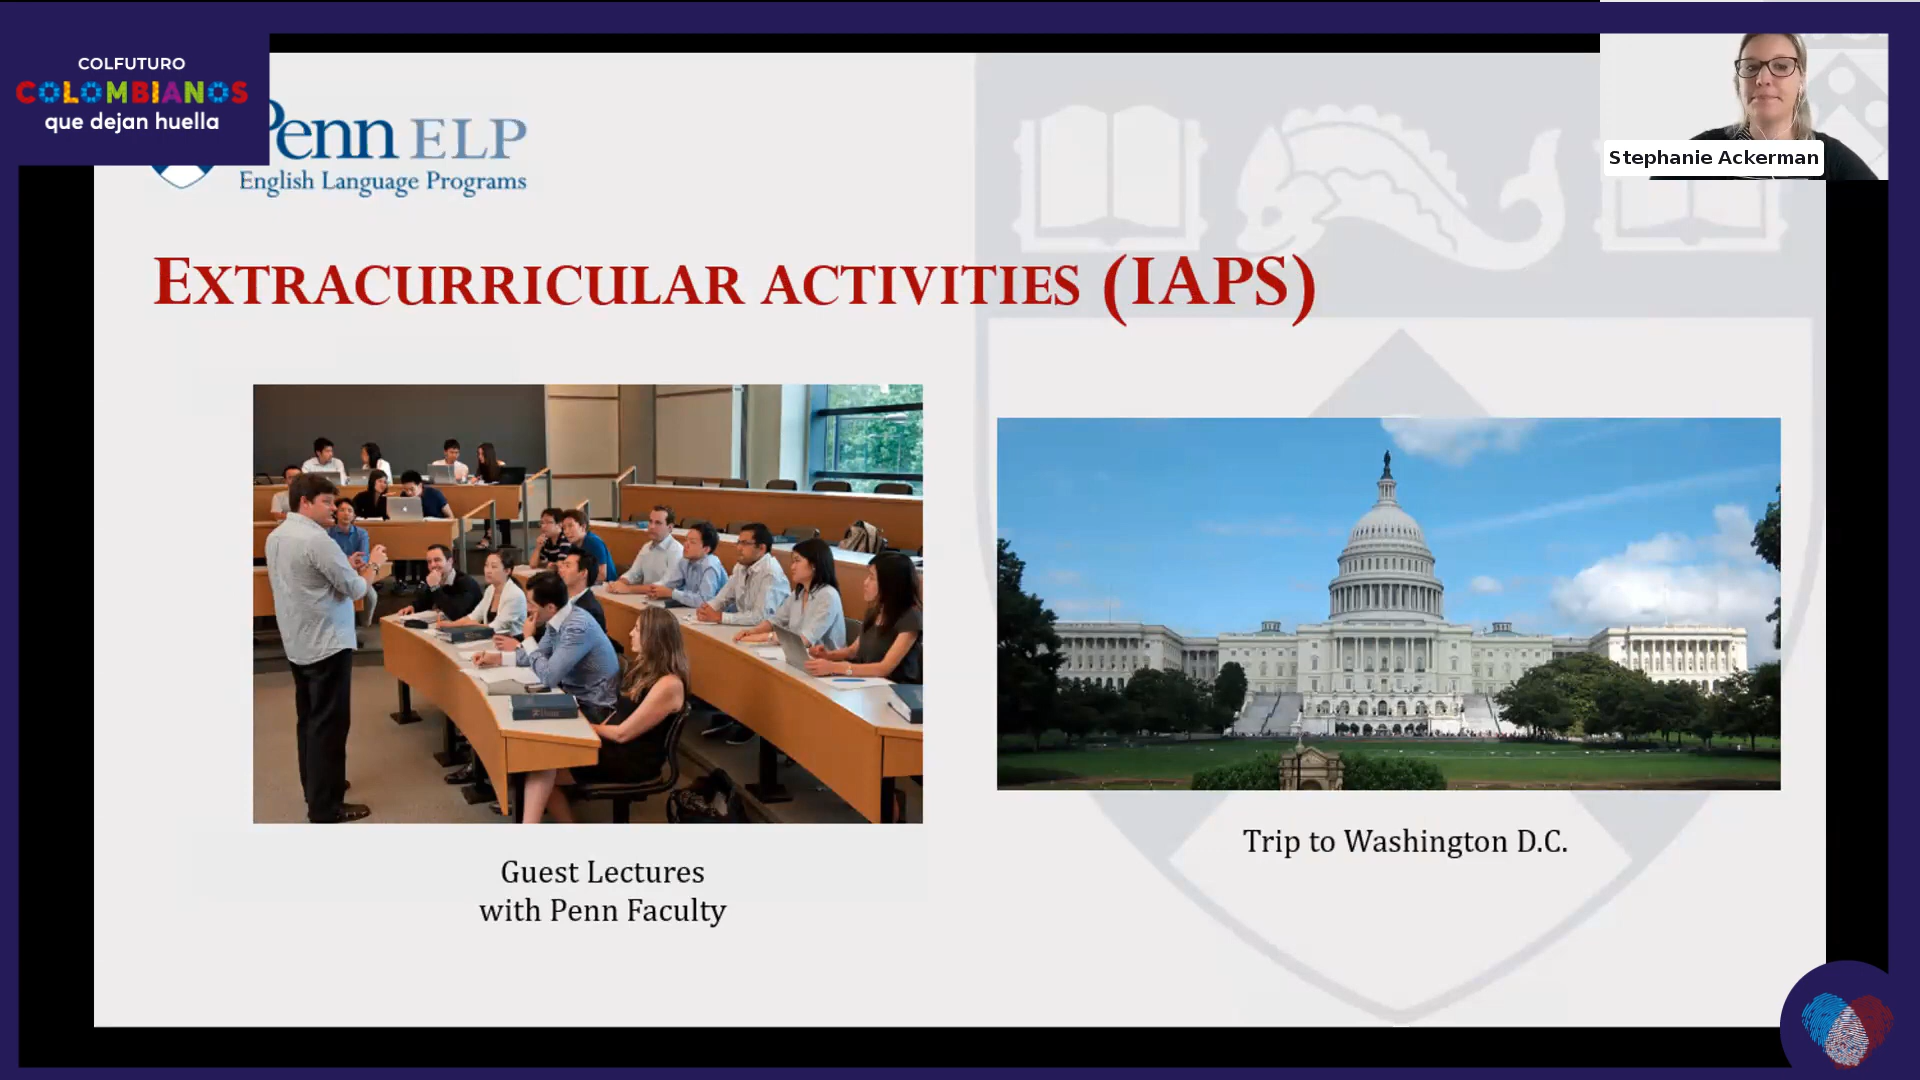 COLFUTURO
COLOMBIANOS
que dejan huella
Penn ELP
English Language Programs
Stephanie Ackerman
EXTRACURRICULAR ACTIVITIES (IAPS)
Guest Lectures
with Penn Faculty
Trip to Washington D.C.